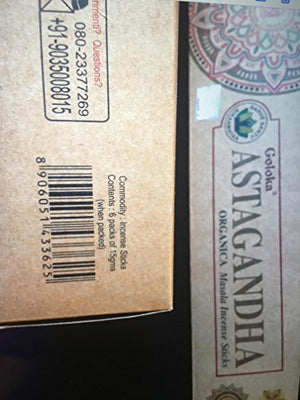 mment? Questions?
080-23377269
+91-9035008015
Commodity : Incense Sticks
Contents : 6 packs of 15gms
(when packed)
8 906051 433625
Goloka®
ASTAGANDHA
ORGANICA Masala Incense Sticks